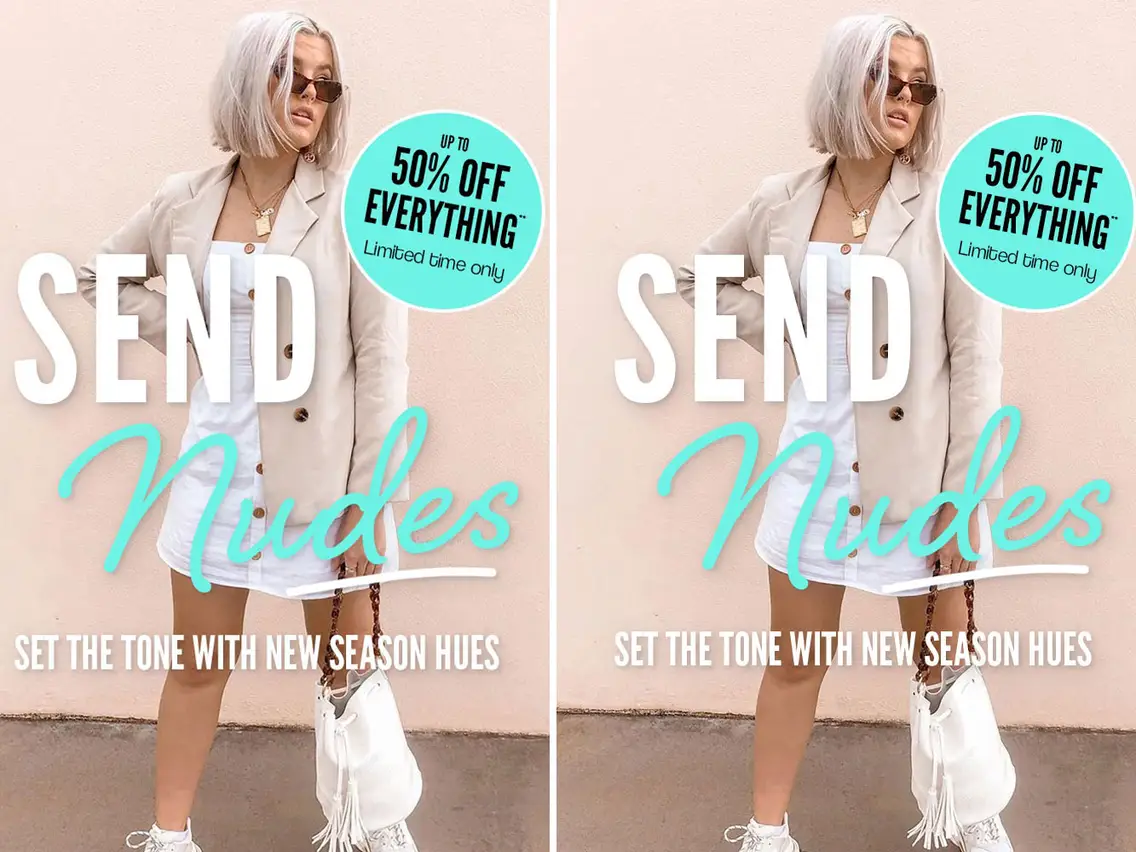 UP TO
50% OFF
EVERYTHING**
Limited time only
SEND
Nudes
SET THE TONE WITH NEW SEASON HUES
UP TO
50% OFF
EVERYTHING**
Limited time only
SEND
Nudes
SET THE TONE WITH NEW SEASON HUES